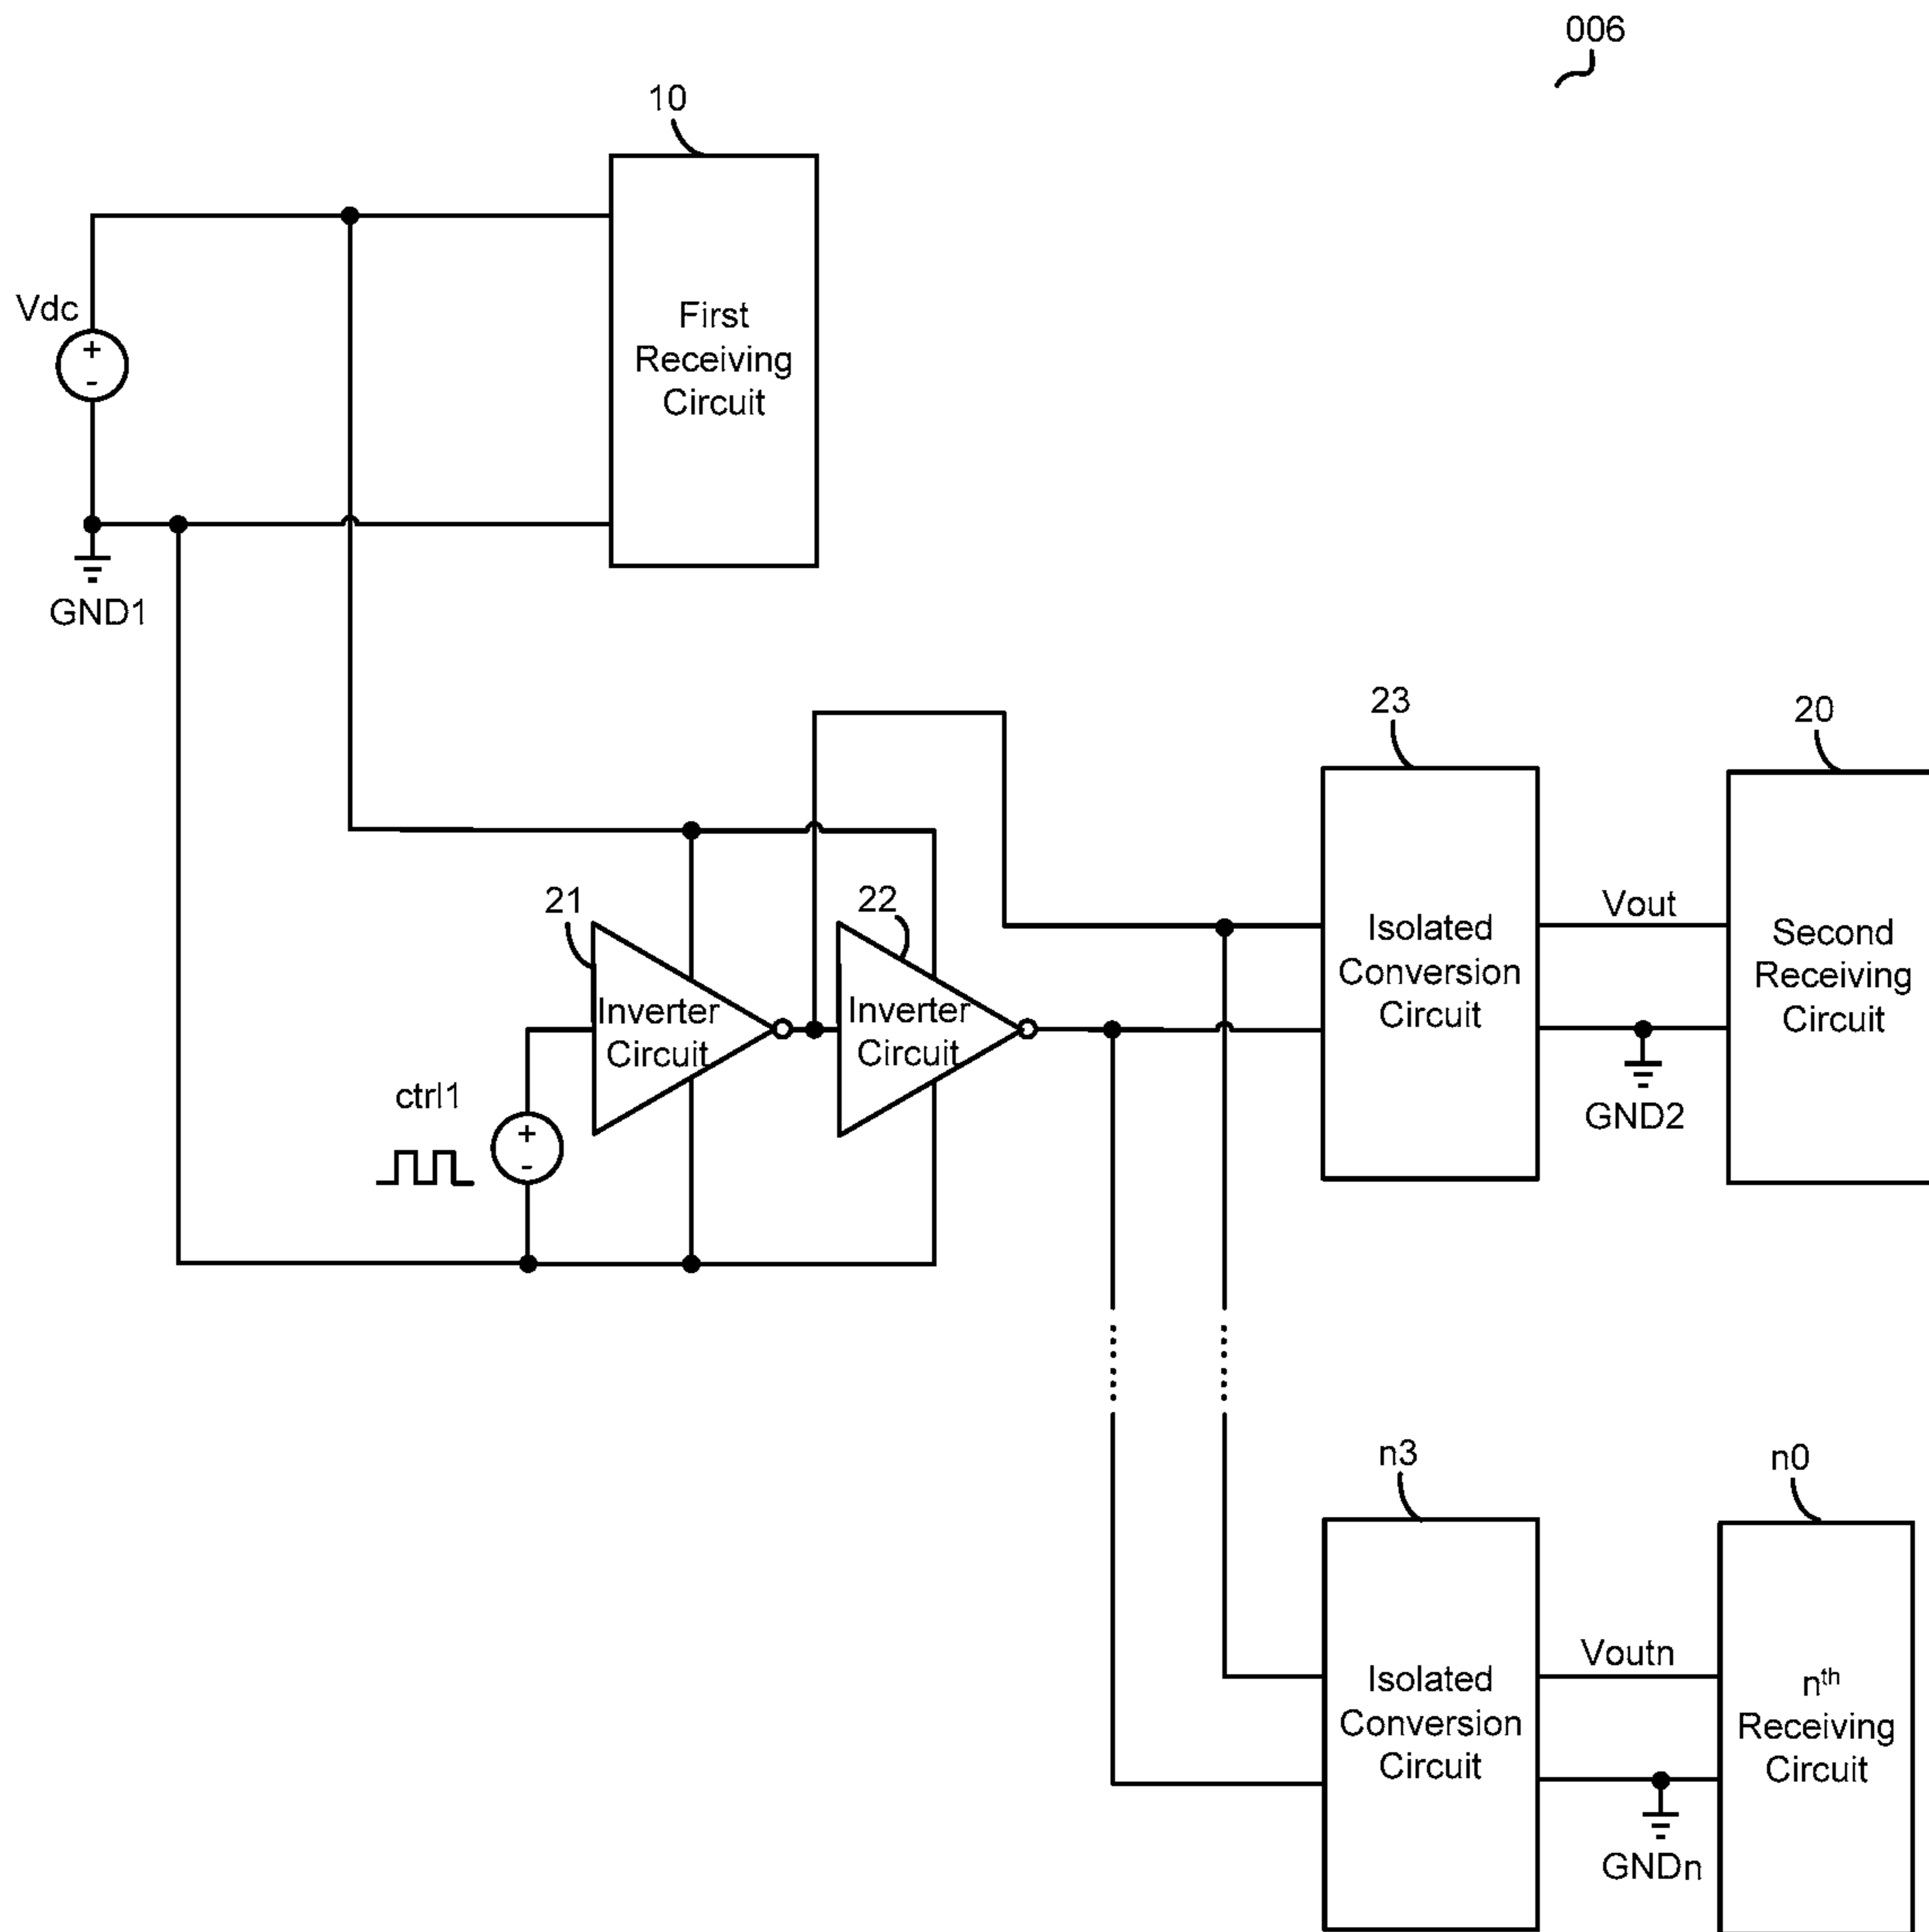 006
10
Vdc
+
-
First
Receiving
Circuit
GND1
23
20
21
22
Vout
Isolated
Conversion
Circuit
Second
Receiving
Circuit
Inverter
Circuit
Inverter
Circuit
ctrl1
+
-
GND2
n3
n0
Voutn
Isolated
Conversion
Circuit
nth
Receiving
Circuit
GNDn